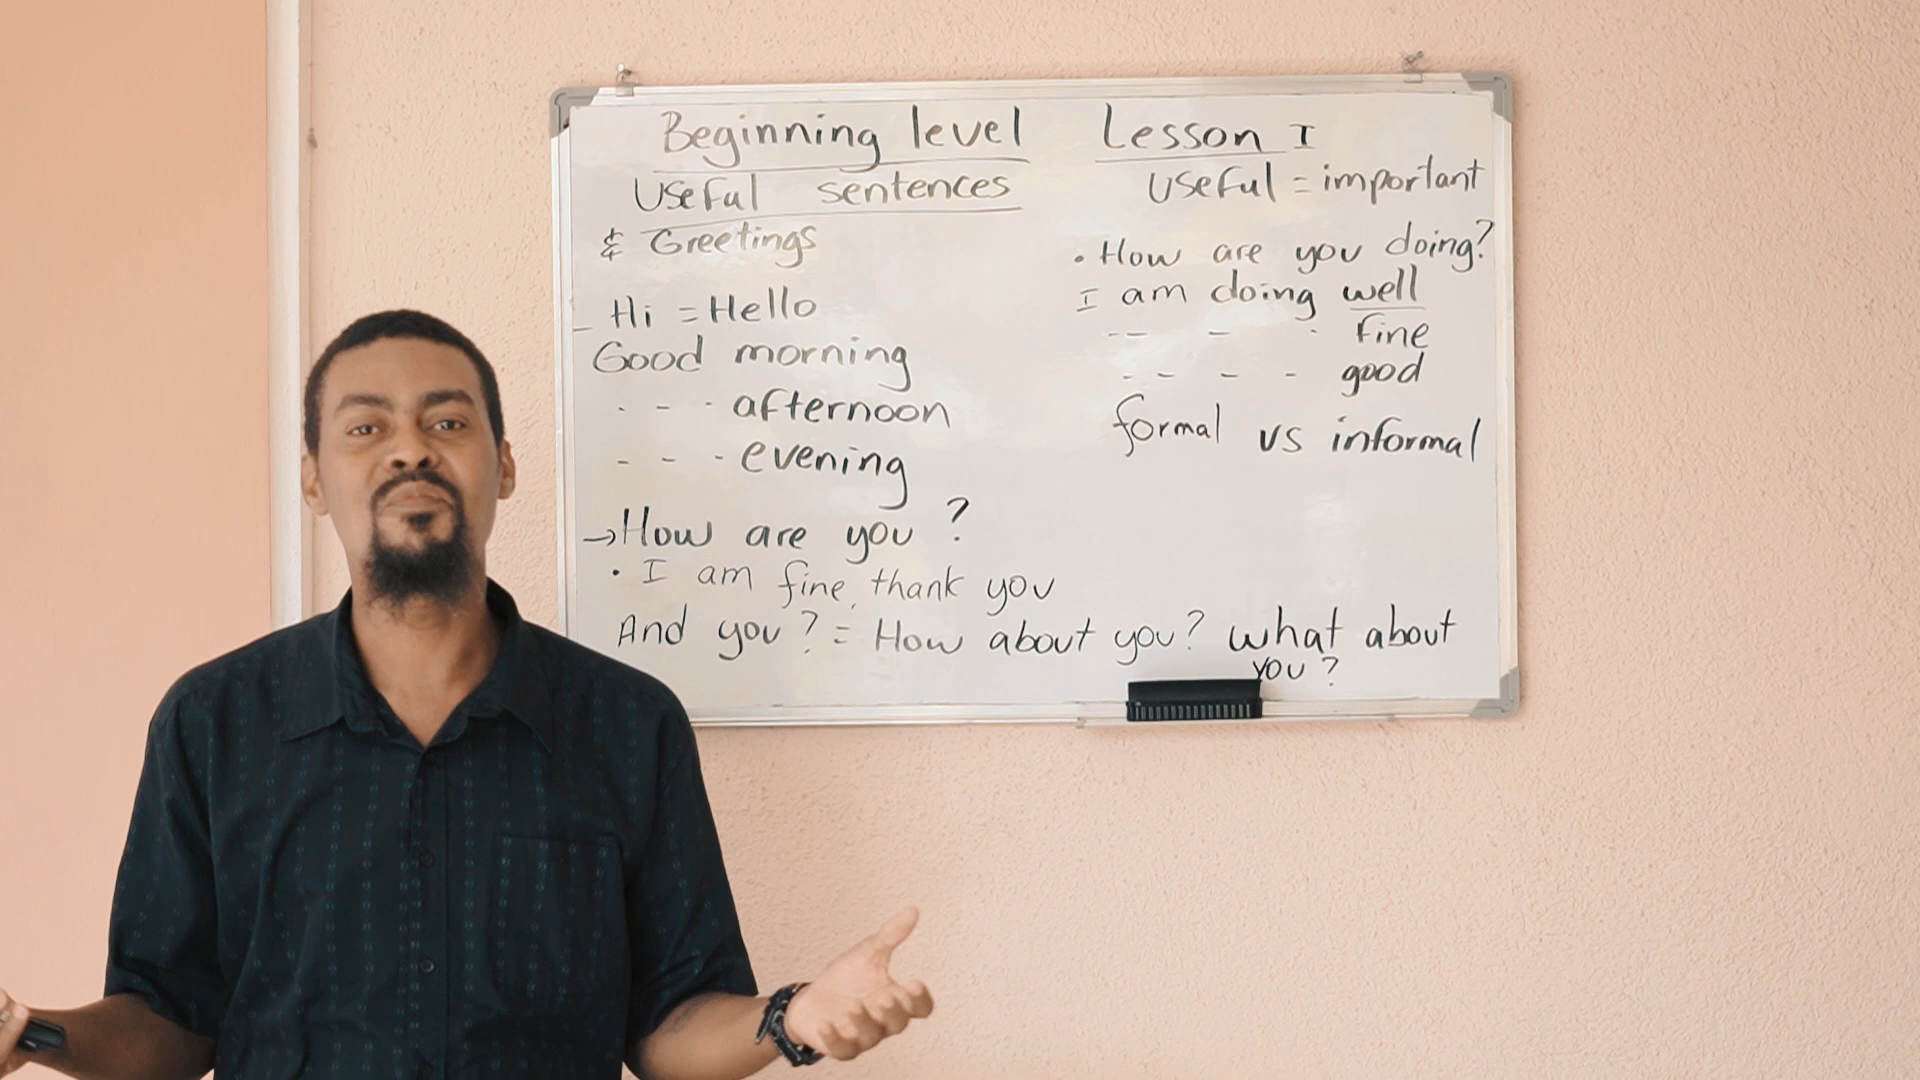 Beginning level Lesson I
Useful sentences
& Greetings
- Hi = Hello
Good morning
- - - afternoon
- - - evening
→ How are you ?
• I am fine, thank you
And you ? = How about you? what about
you ?
Useful = important
• How are you doing?
I am doing well
-- - - fine
-- - - good
formal vs informal